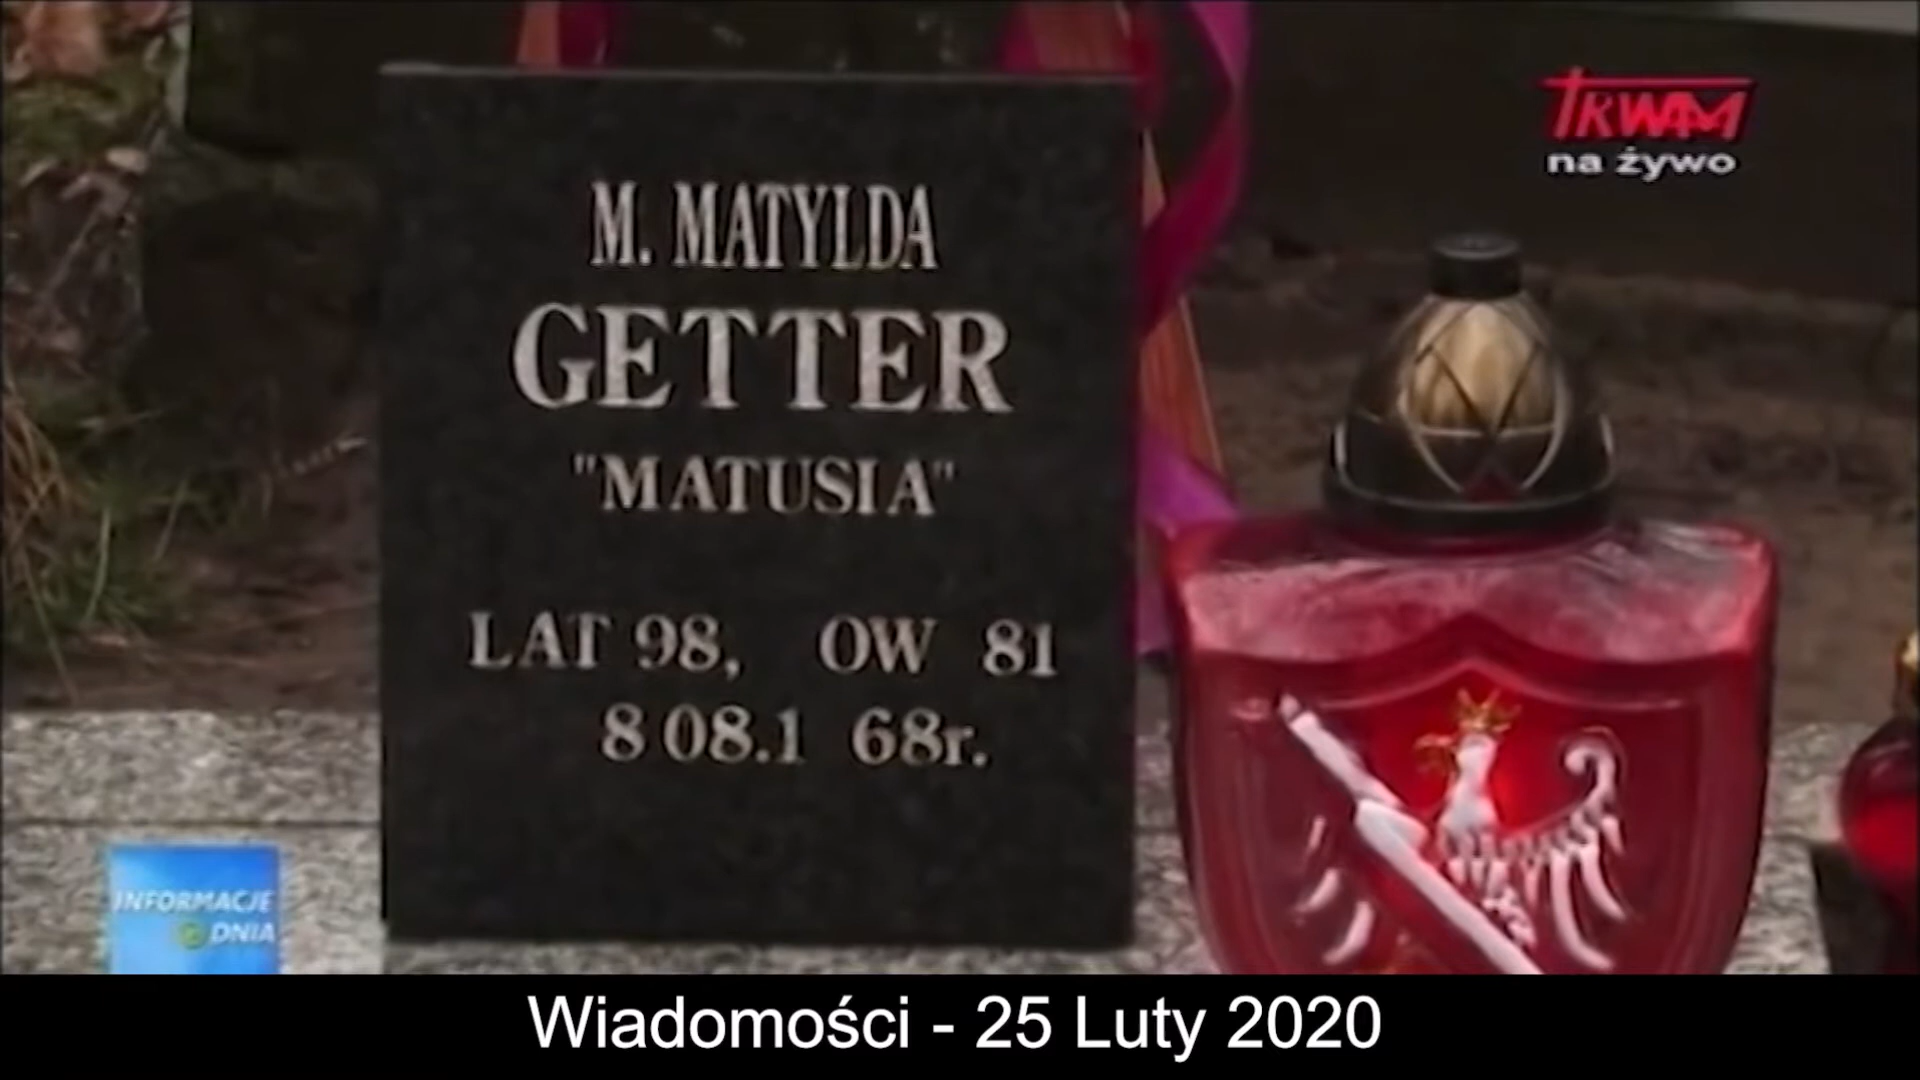 TRWAM
na żywo
M. MATYLDA
GETTER
"MATUSIA"
LAT 98, OW 81
8 08.1 68r.
INFORMACJE
DNIA
Wiadomości - 25 Luty 2020